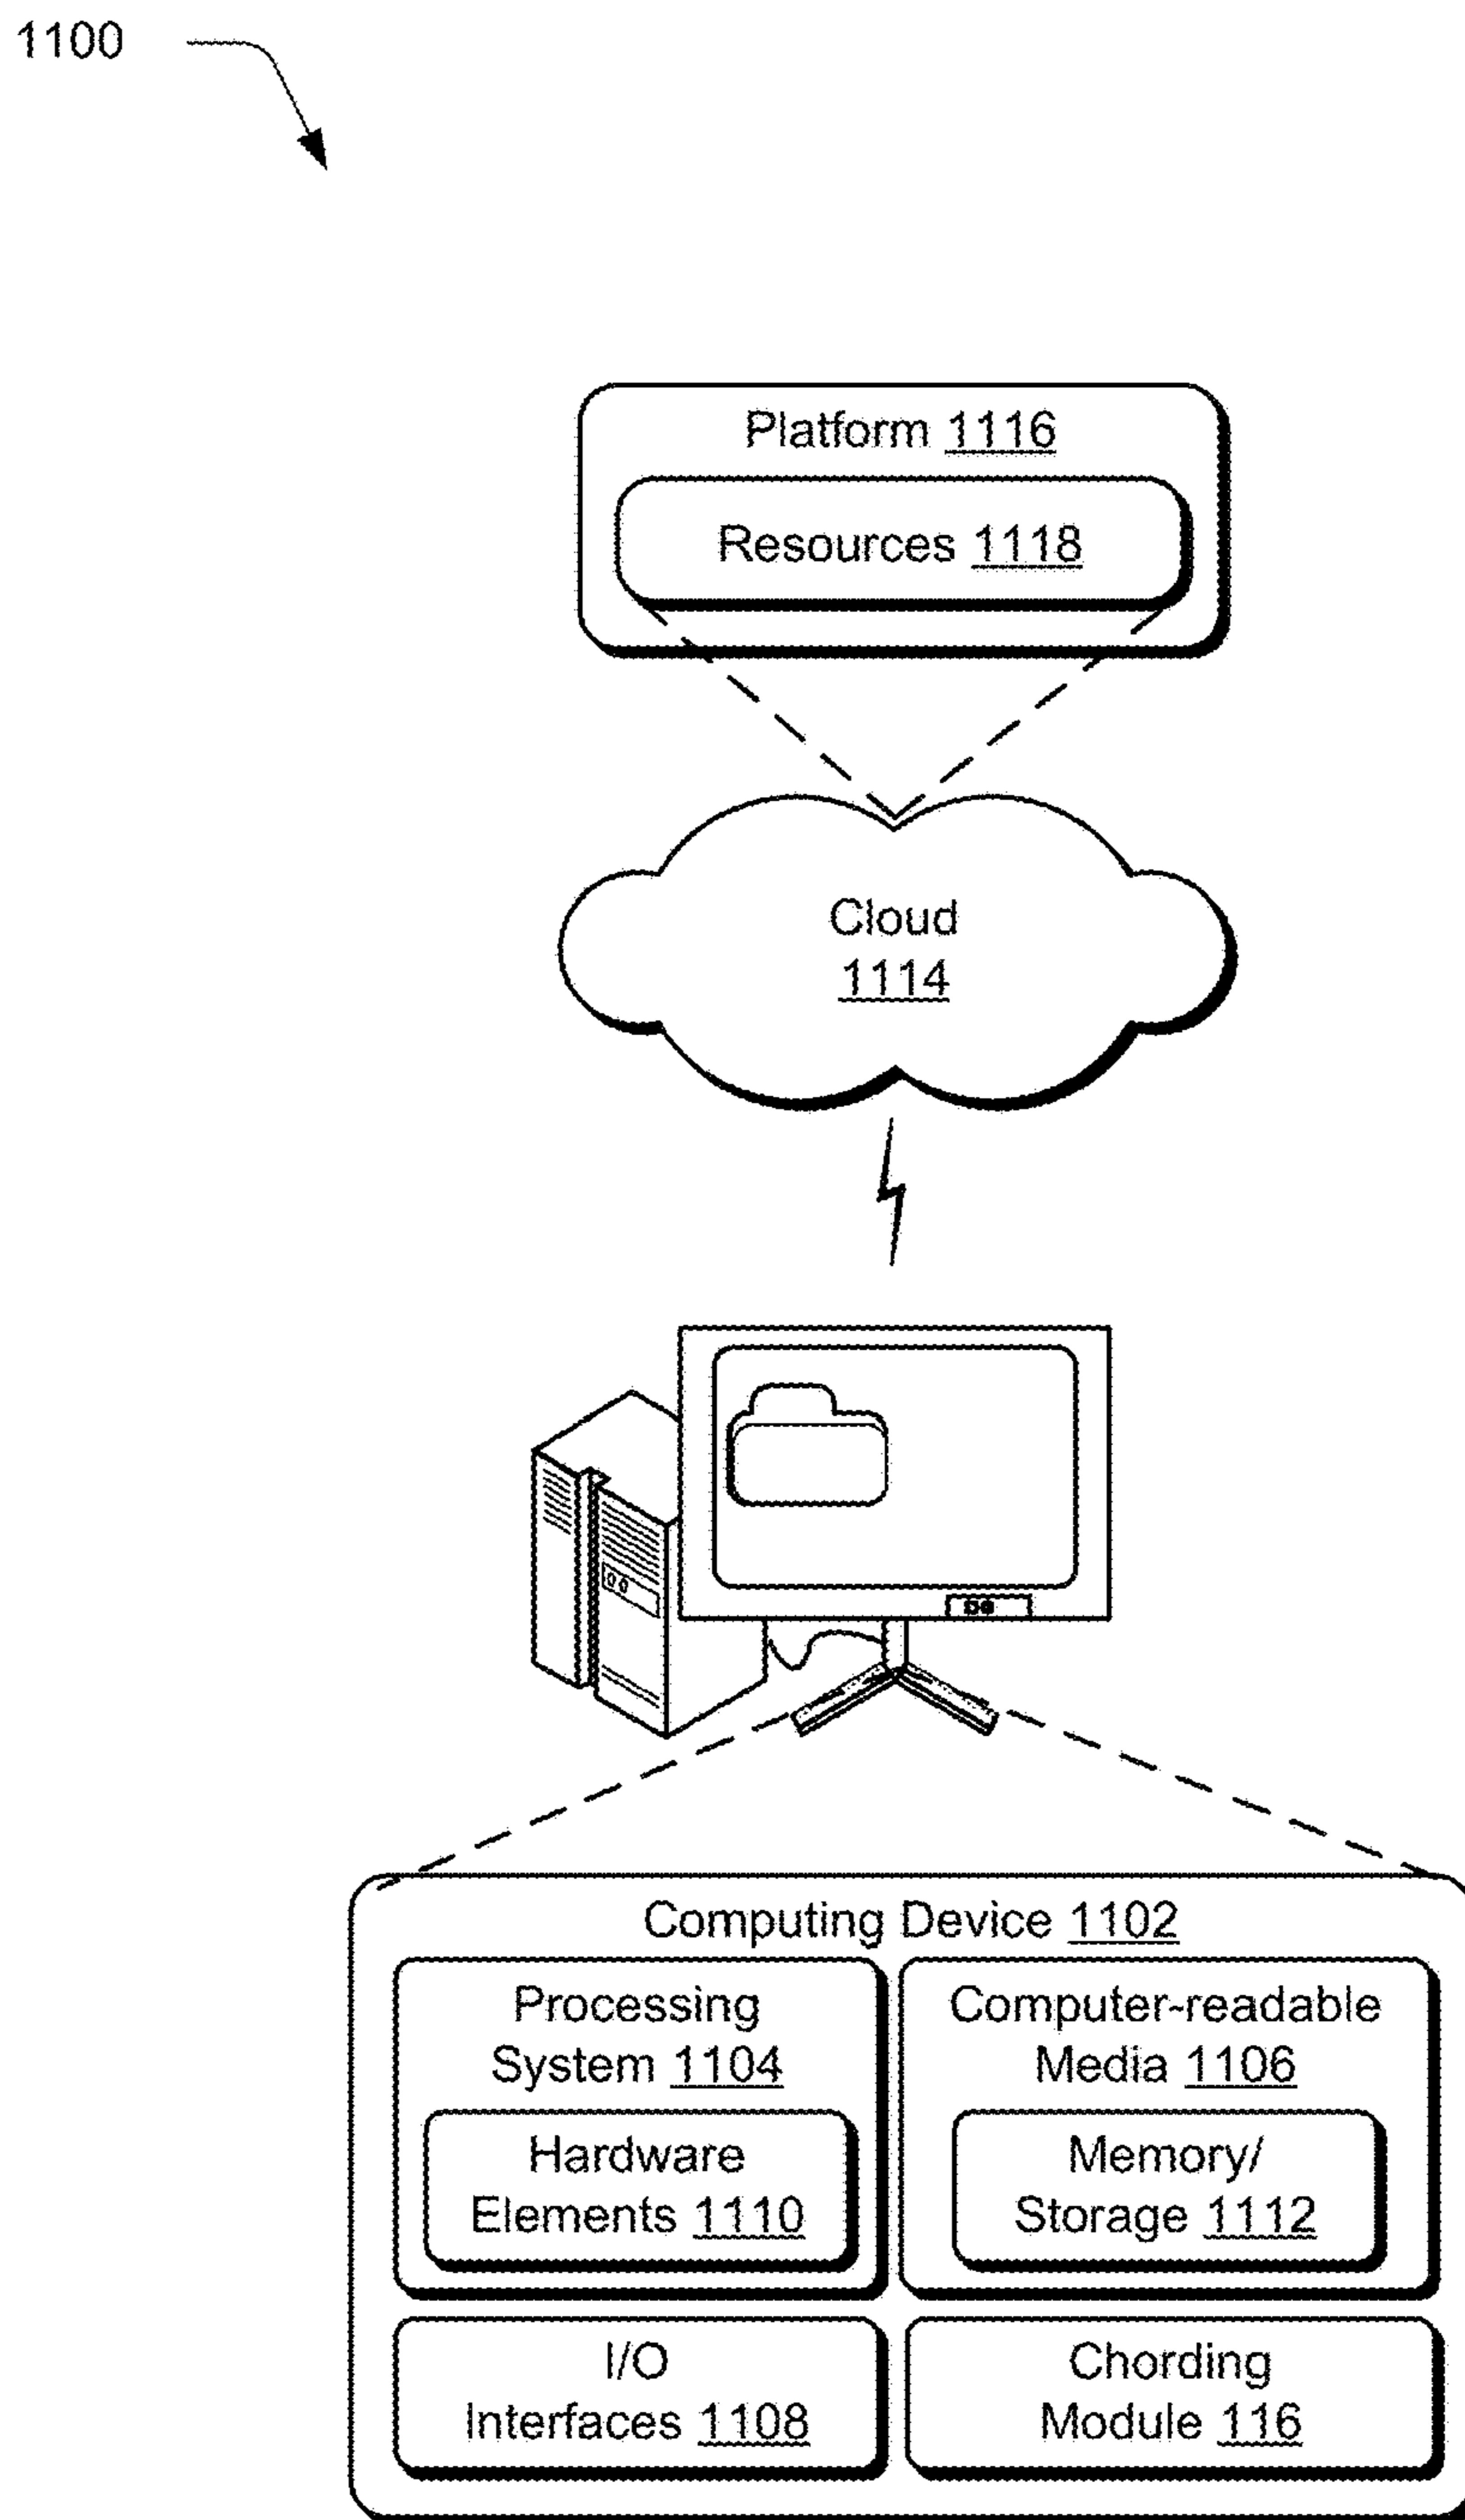 1100
Platform 1116
Resources 1118
Cloud
1114
Computing Device 1102
Processing
System 1104
Hardware
Elements 1110
Computer-readable
Media 1106
Memory/
Storage 1112
I/O
Interfaces 1108
Chording
Module 116